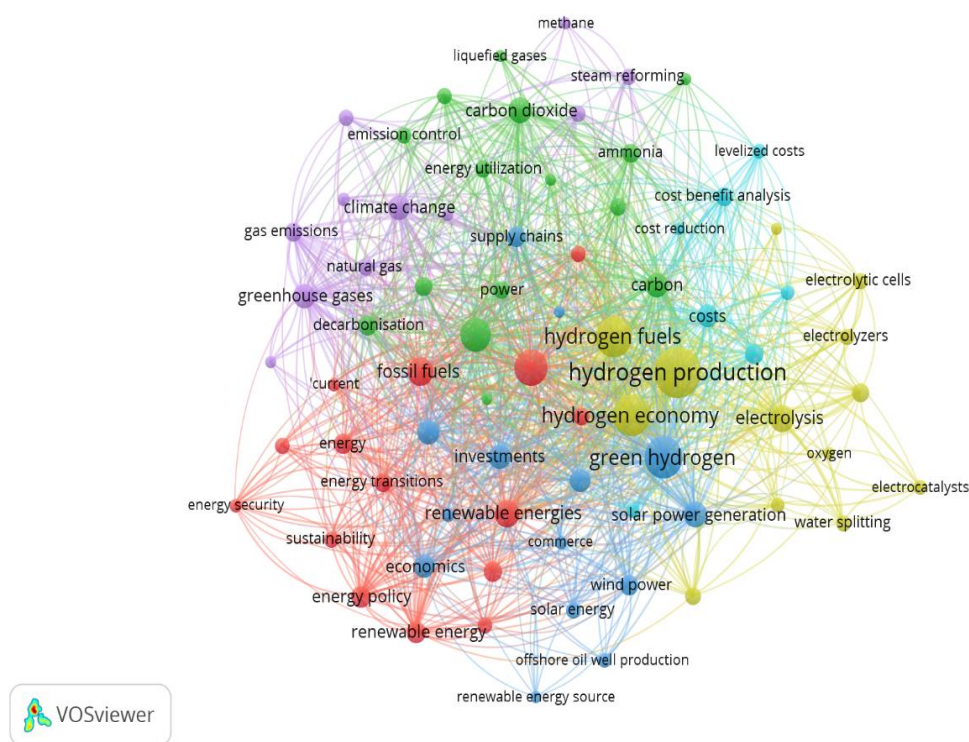 methane
liquefied gases
steam reforming
carbon dioxide
emission control
ammonia
levelized costs
energy utilization
cost benefit analysis
climate change
gas emissions
supply chains
cost reduction
natural gas
electrolytic cells
carbon
greenhouse gases
power
costs
decarbonisation
hydrogen fuels
electrolyzers
fossil fuels
hydrogen production
'current
hydrogen economy
electrolysis
energy
investments
green hydrogen
oxygen
energy transitions
electrocatalysts
energy security
renewable energies
solar power generation
water splitting
sustainability
commerce
economics
wind power
energy policy
solar energy
renewable energy
offshore oil well production
renewable energy source
VOSviewer